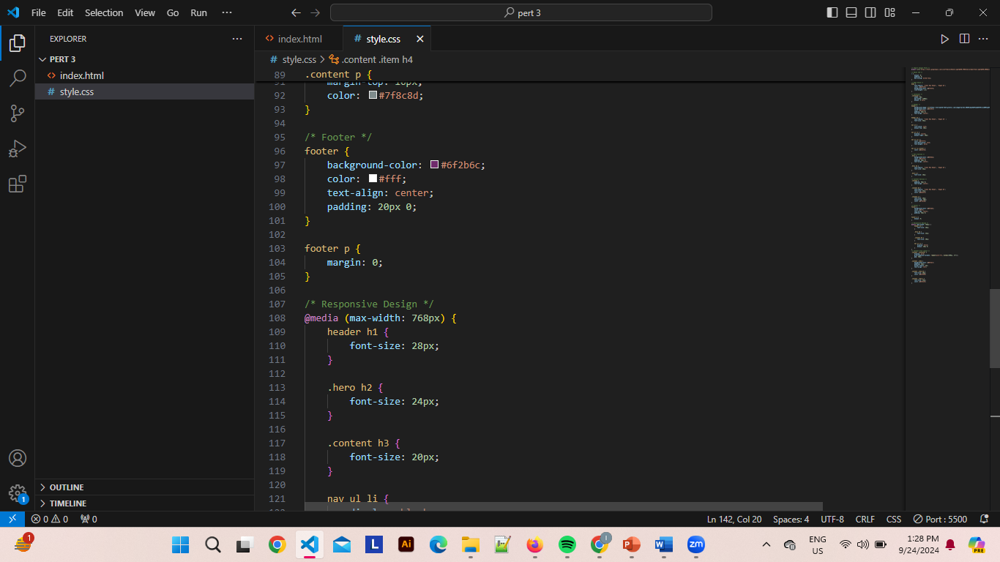 File Edit Selection View Go Run ···
pert 3
EXPLORER
PERT 3
index.html
style.css
OUTLINE
TIMELINE
index.html
style.css
style.css > .content .item h4
89 .content p {
91 margin-top: 10px;
92 color: #7f8c8d;
93 }
94
95 /* Footer */
96 footer {
97 background-color: #6f2b6c;
98 color: #fff;
99 text-align: center;
100 padding: 20px 0;
101 }
102
103 footer p {
104 margin: 0;
105 }
106
107 /* Responsive Design */
108 @media (max-width: 768px) {
109 header h1 {
110 font-size: 28px;
111 }
112
113 .hero h2 {
114 font-size: 24px;
115 }
116
117 .content h3 {
118 font-size: 20px;
119 }
120
121 nav ul li {
1
0 0 0
Ln 142, Col 20 Spaces: 4 UTF-8 CRLF CSS Port : 5500
1
L
Ai
zm
ENG
US
1:28 PM
9/24/2024
PRE